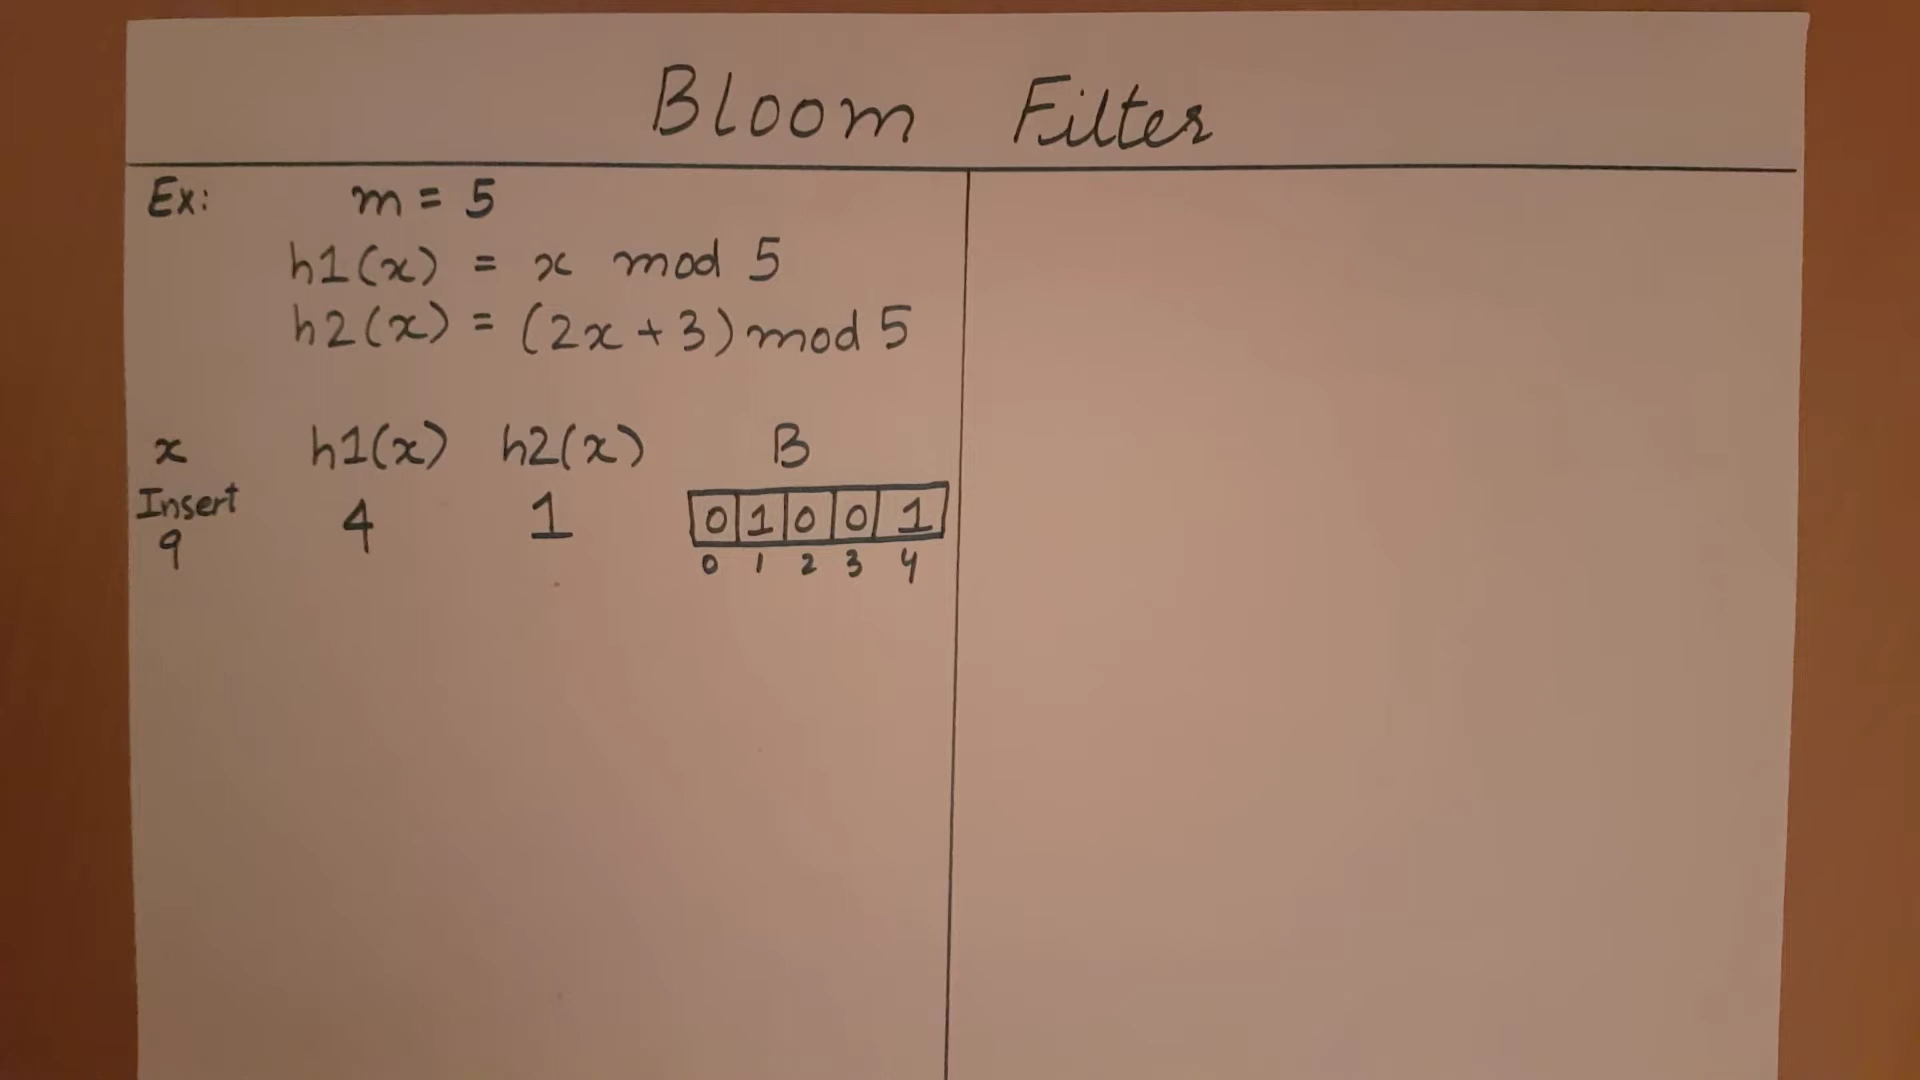 Bloom Filter
Ex: m = 5
h1(x) = x mod 5
h2(x) = (2x + 3) mod 5
x h1(x) h2(x) B
Insert 9 4 1 0 1 0 0 1
0 1 2 3 4